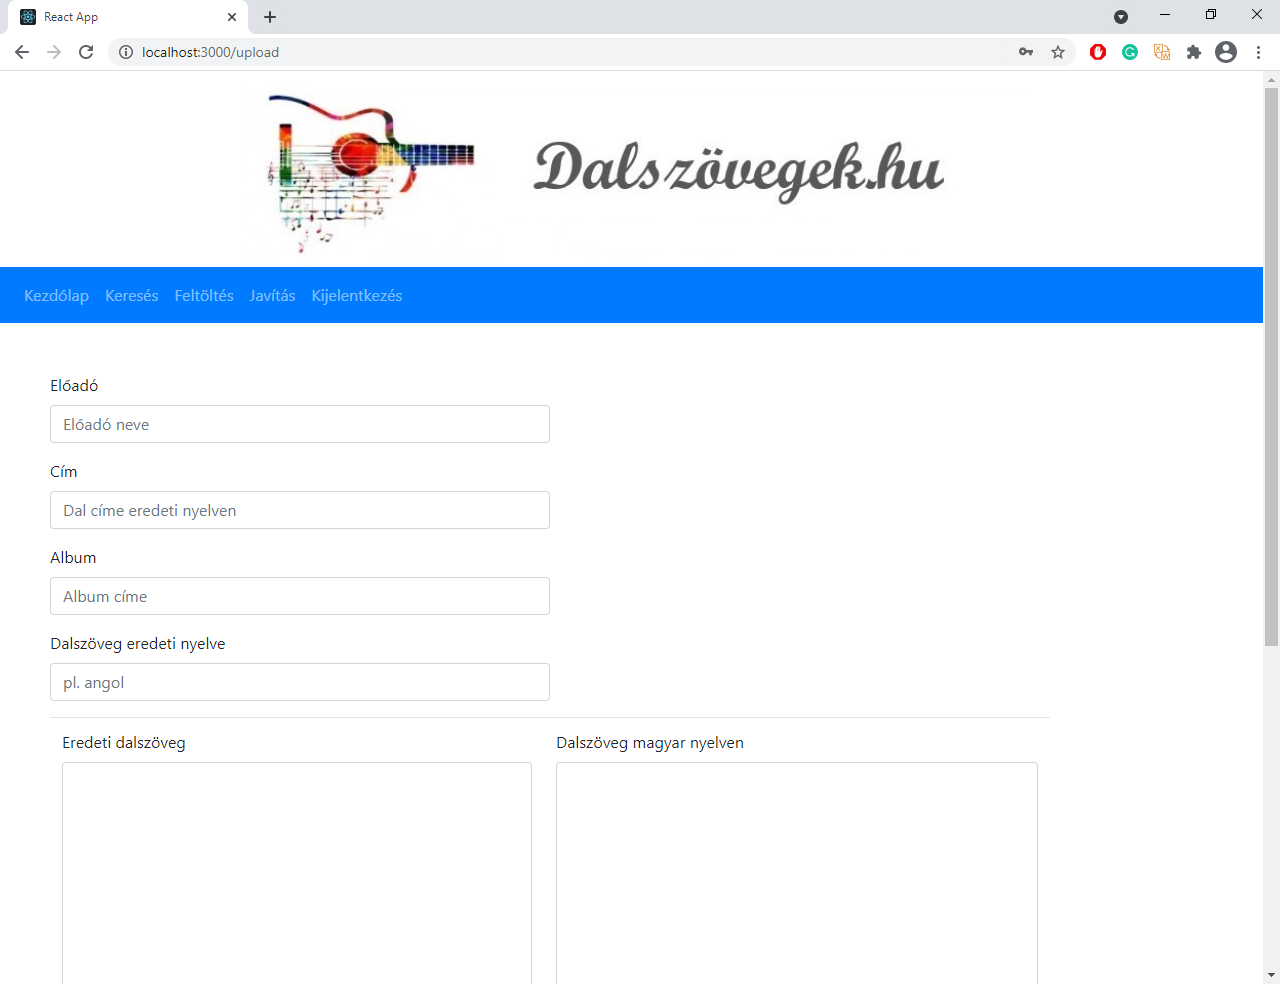 React App
localhost:3000/upload
Dalszövegek.hu
Kezdőlap Keresés Feltöltés Javítás Kijelentkezés
Előadó
Előadó neve
Cím
Dal címe eredeti nyelven
Album
Album címe
Dalszöveg eredeti nyelve
pl. angol
Eredeti dalszöveg
Dalszöveg magyar nyelven